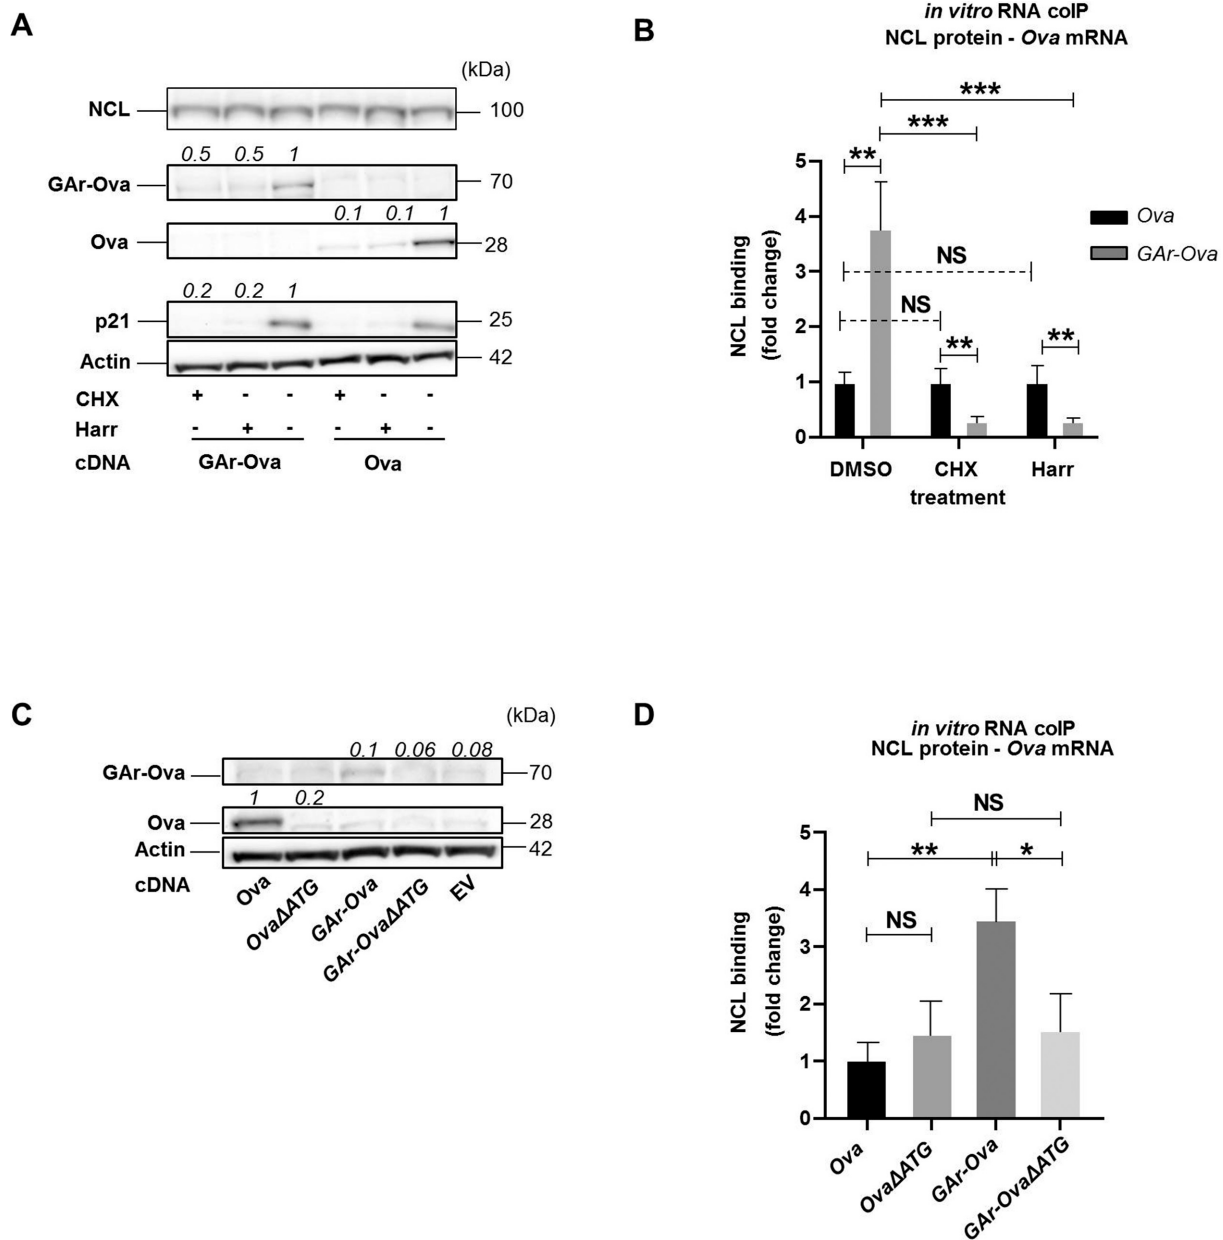 A
(kDa)
NCL 100
0.5 0.5 1
GAr-Ova 70
0.1 0.1 1
Ova 28
0.2 0.2 1
p21 25
Actin 42
CHX + - - + - -
Harr - + - - + -
cDNA GAr-Ova Ova
B
in vitro RNA coIP
NCL protein - Ova mRNA
***
***
**
NS
NS
**
**
5
4
3
2
1
0
NCL binding
(fold change)
Ova
GAr-Ova
DMSO CHX Harr
treatment
C
(kDa)
0.1 0.06 0.08
GAr-Ova 70
1 0.2
Ova 28
Actin 42
cDNA Ova OvaΔATG GAr-Ova GAr-OvaΔATG EV
D
in vitro RNA coIP
NCL protein - Ova mRNA
NS
** *
NS
5
4
3
2
1
0
NCL binding
(fold change)
Ova OvaΔATG GAr-Ova GAr-OvaΔATG